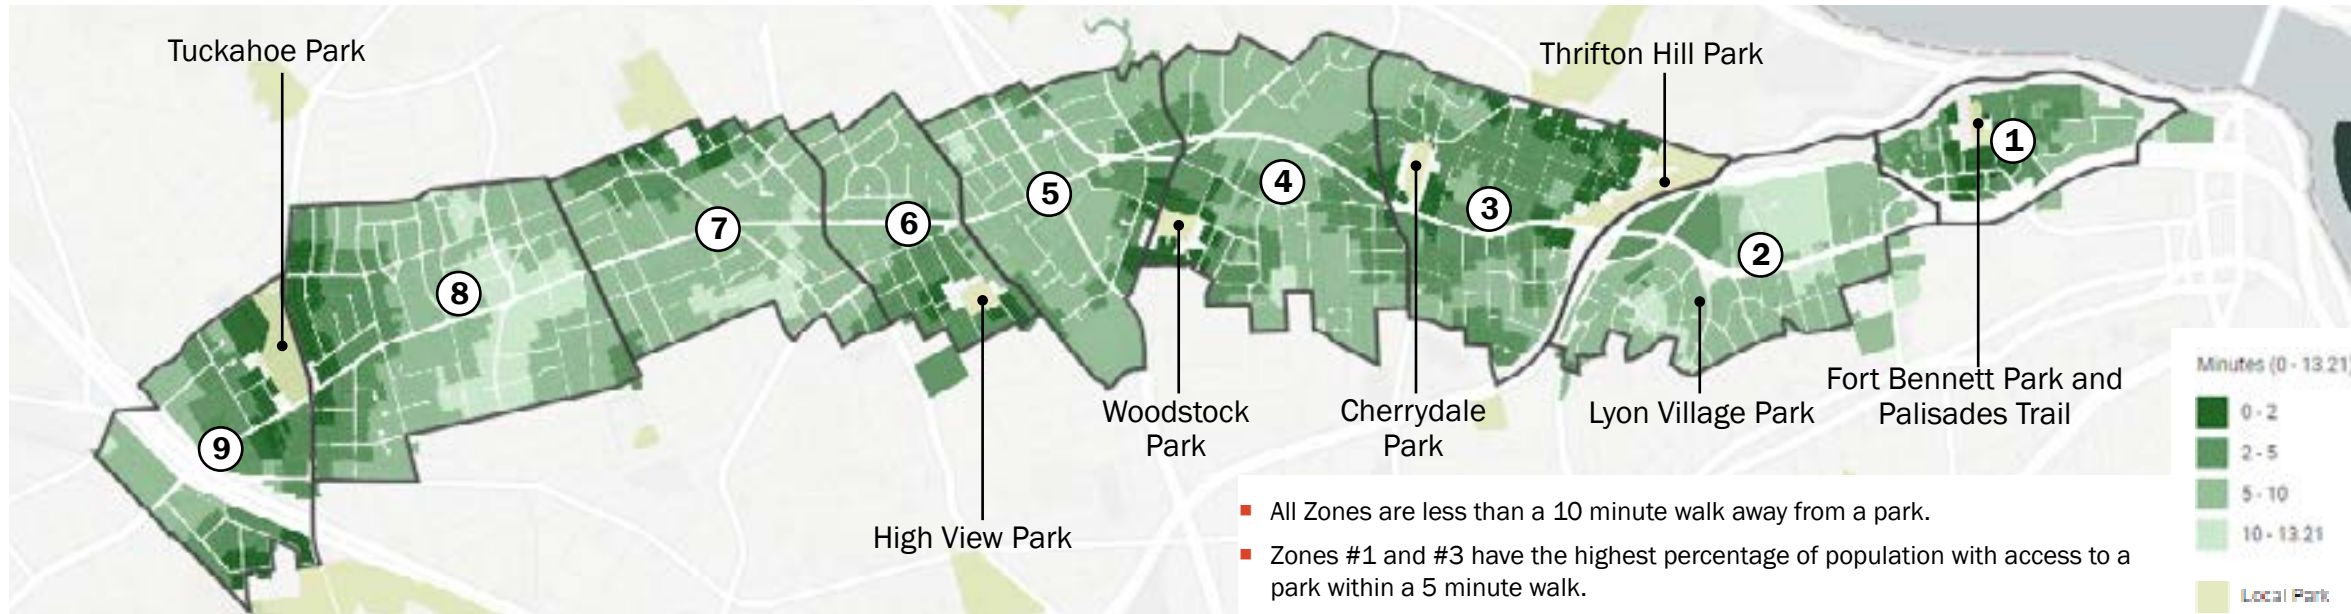 Tuckahoe Park
Thrifton Hill Park
1
2
3
4
5
6
7
8
9
Woodstock
Park
Cherrydale
Park
Lyon Village Park
Fort Bennett Park and
Palisades Trail
High View Park
■ All Zones are less than a 10 minute walk away from a park.
■ Zones #1 and #3 have the highest percentage of population with access to a
park within a 5 minute walk.
Minutes (0 - 13.21)
0 - 2
2 - 5
5 - 10
10 - 13.21
Local Park